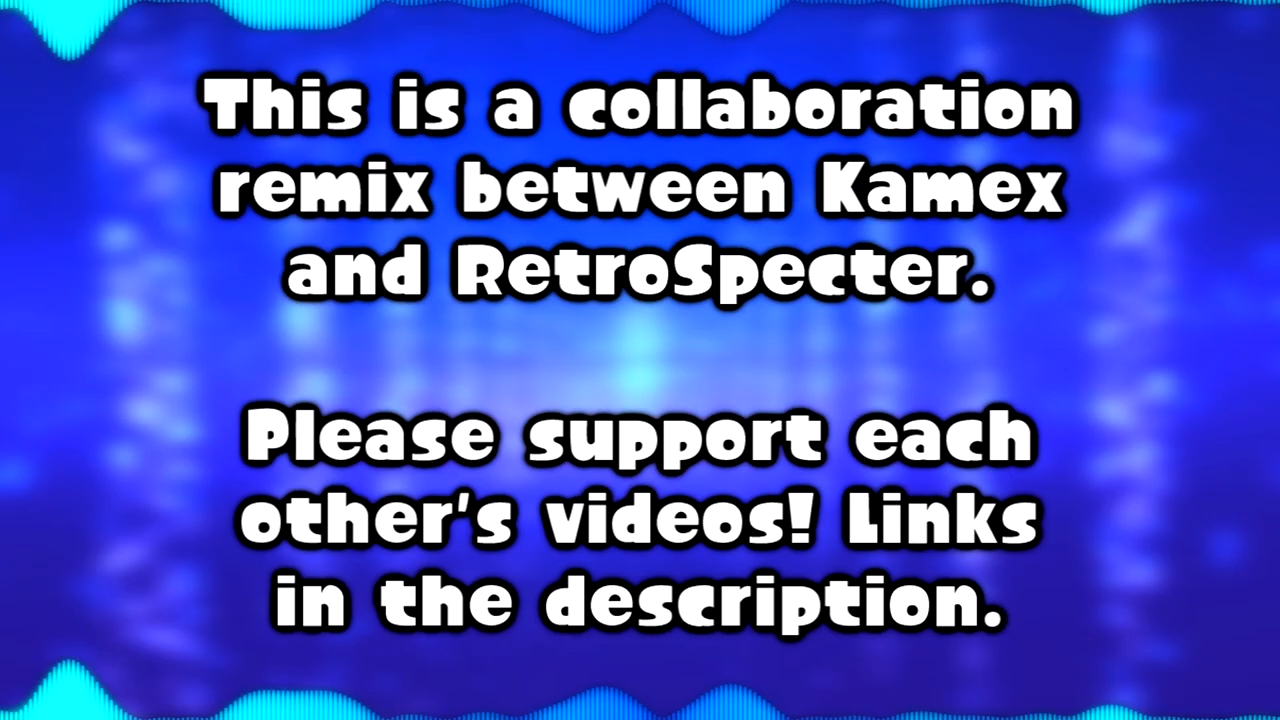 This is a collaboration
remix between Kamex
and RetroSpecter.
Please support each
other's videos! Links
in the description.